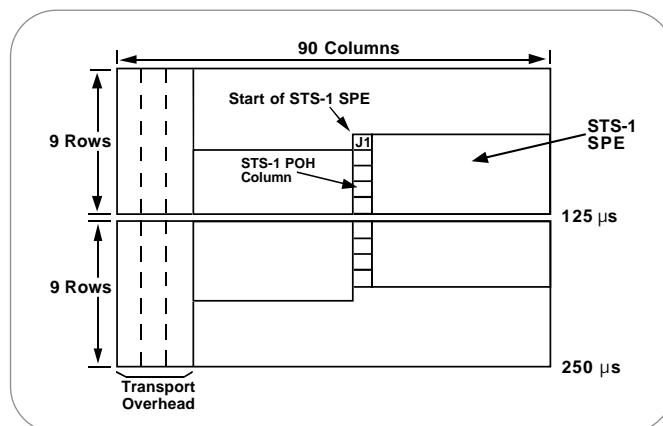 90 Columns
Start of STS-1 SPE
9 Rows
J1
STS-1
SPE
STS-1 POH
Column
125 µs
9 Rows
250 µs
Transport
Overhead